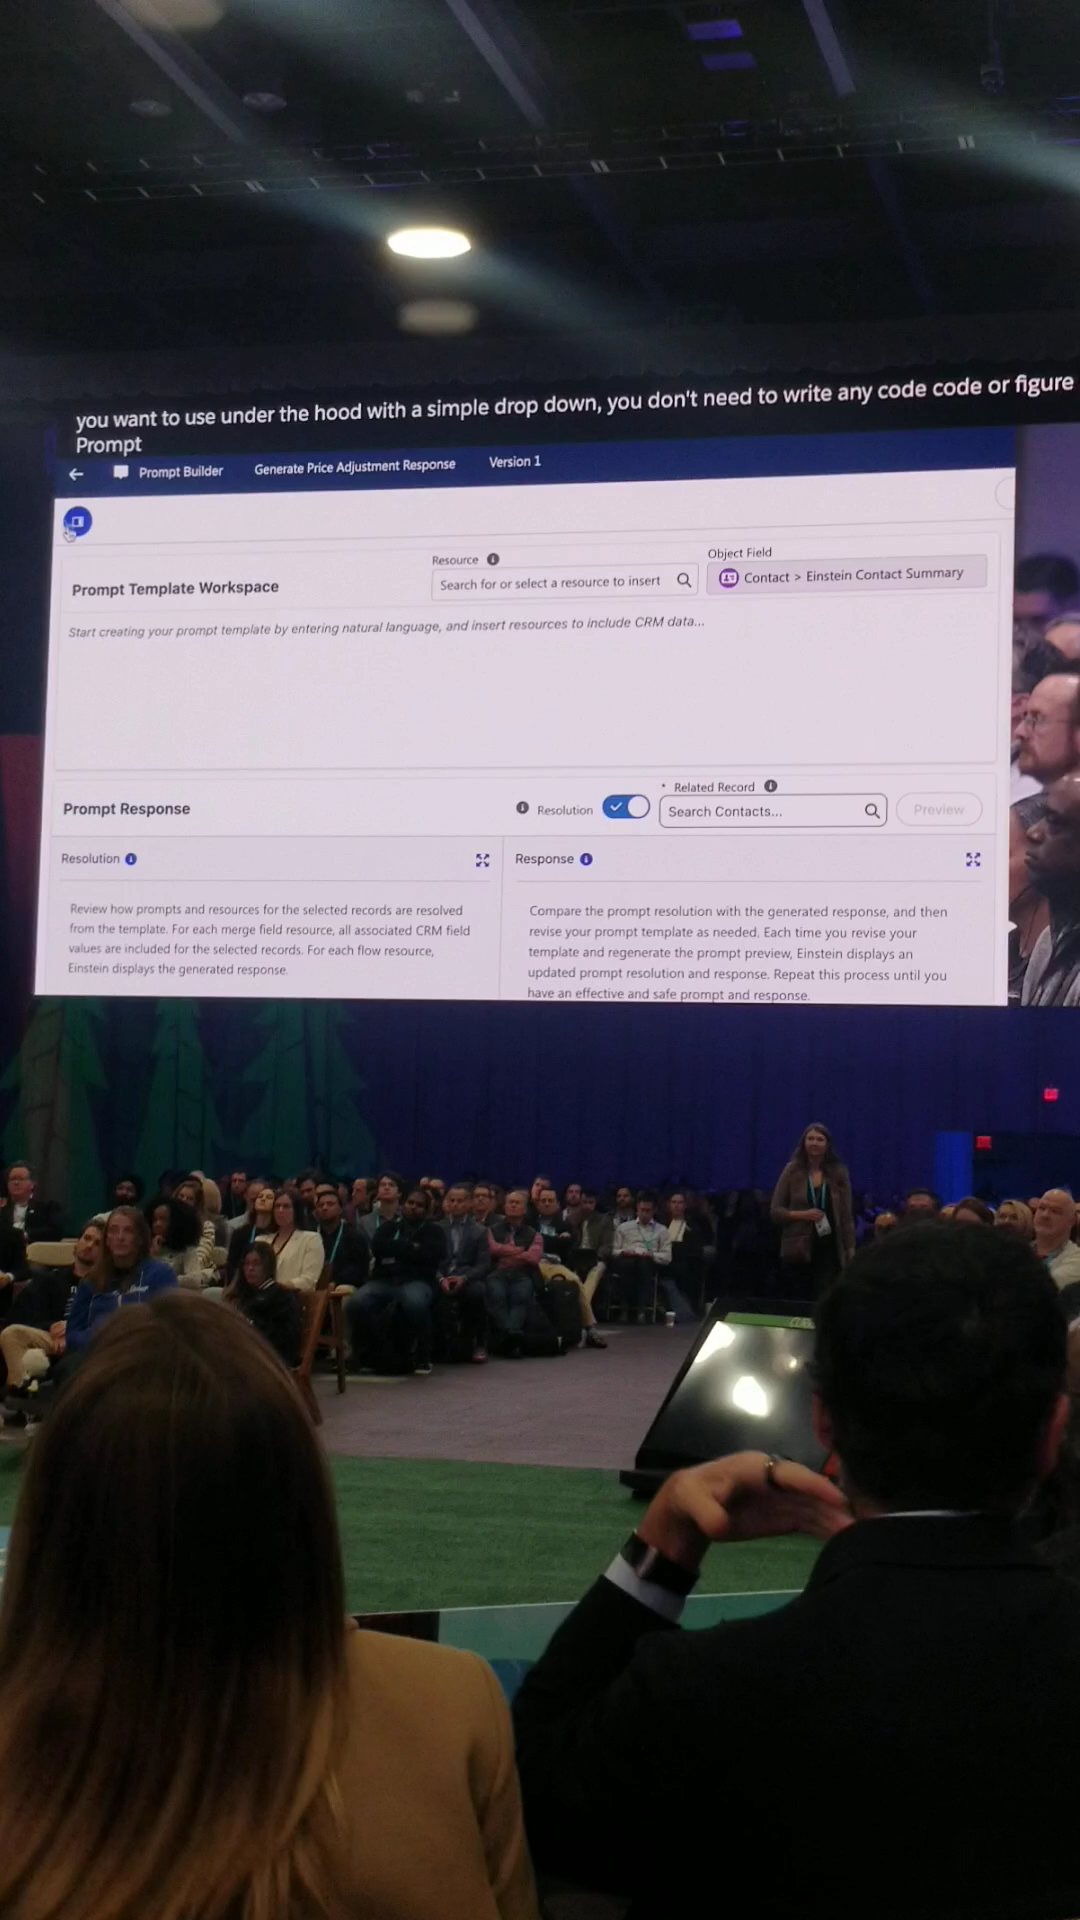 you want to use under the hood with a simple drop down, you don't need to write any code code or figure
Prompt
Prompt Builder
Generate Price Adjustment Response
Version 1
Prompt Template Workspace
Resource
Search for or select a resource to insert
Object Field
Contact > Einstein Contact Summary
Start creating your prompt template by entering natural language, and insert resources to include CRM data...
Prompt Response
Resolution
* Related Record
Search Contacts...
Preview
Resolution
Review how prompts and resources for the selected records are resolved
from the template. For each merge field resource, all associated CRM field
values are included for the selected records. For each flow resource,
Einstein displays the generated response.
Response
Compare the prompt resolution with the generated response, and then
revise your prompt template as needed. Each time you revise your
template and regenerate the prompt preview, Einstein displays an
updated prompt resolution and response. Repeat this process until you
have an effective and safe prompt and response.